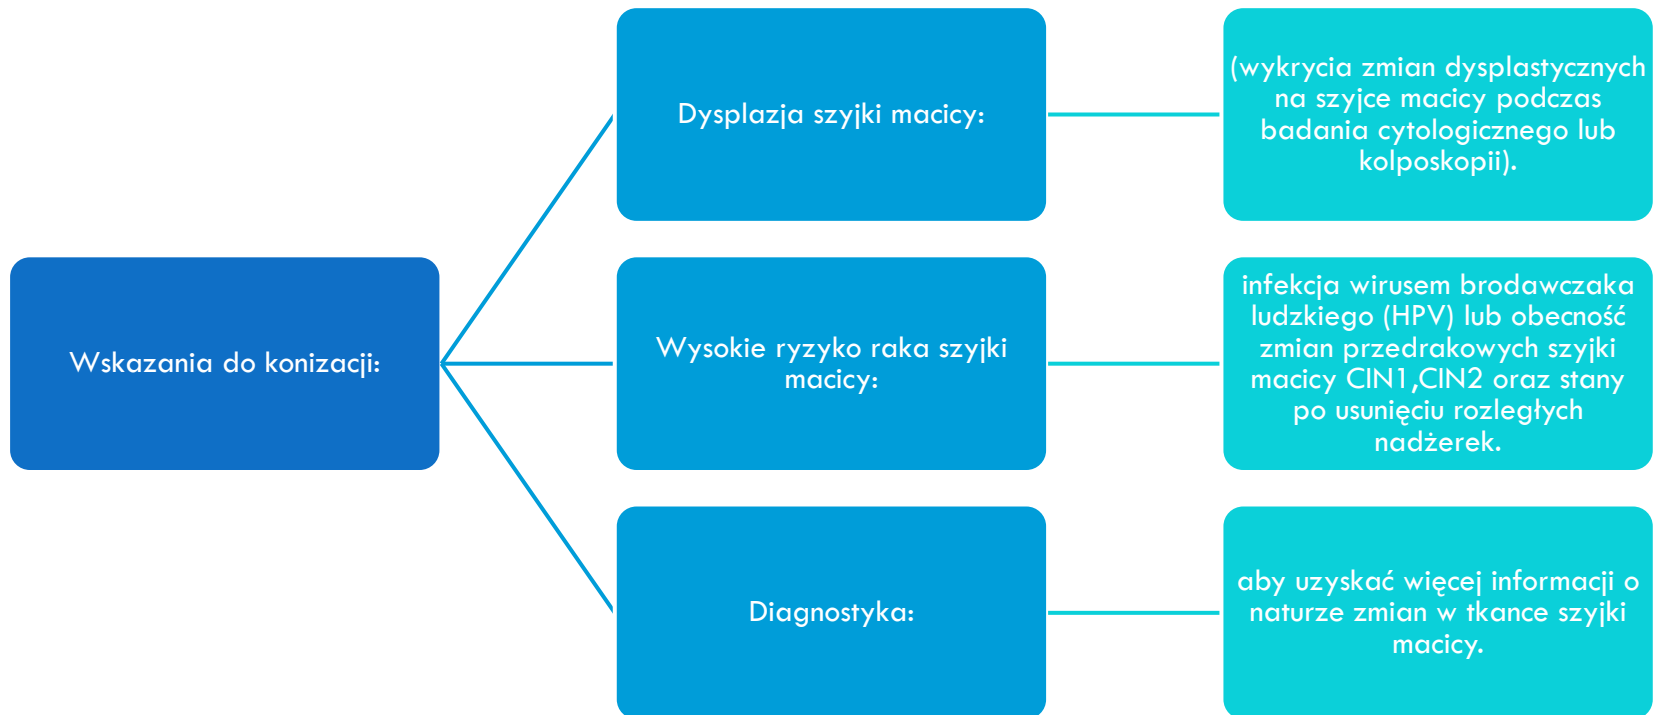 Wskazania do konizacji:
Dysplazja szyjki macicy:
(wykrycia zmian dysplastycznych
na szyjce macicy podczas
badania cytologicznego lub
kolposkopii).
Wysokie ryzyko raka szyjki
macicy:
infekcja wirusem brodawczaka
ludzkiego (HPV) lub obecność
zmian przedrakowych szyjki
macicy CIN1,CIN2 oraz stany
po usunięciu rozległych
nadżerek.
Diagnostyka:
aby uzyskać więcej informacji o
naturze zmian w tkance szyjki
macicy.